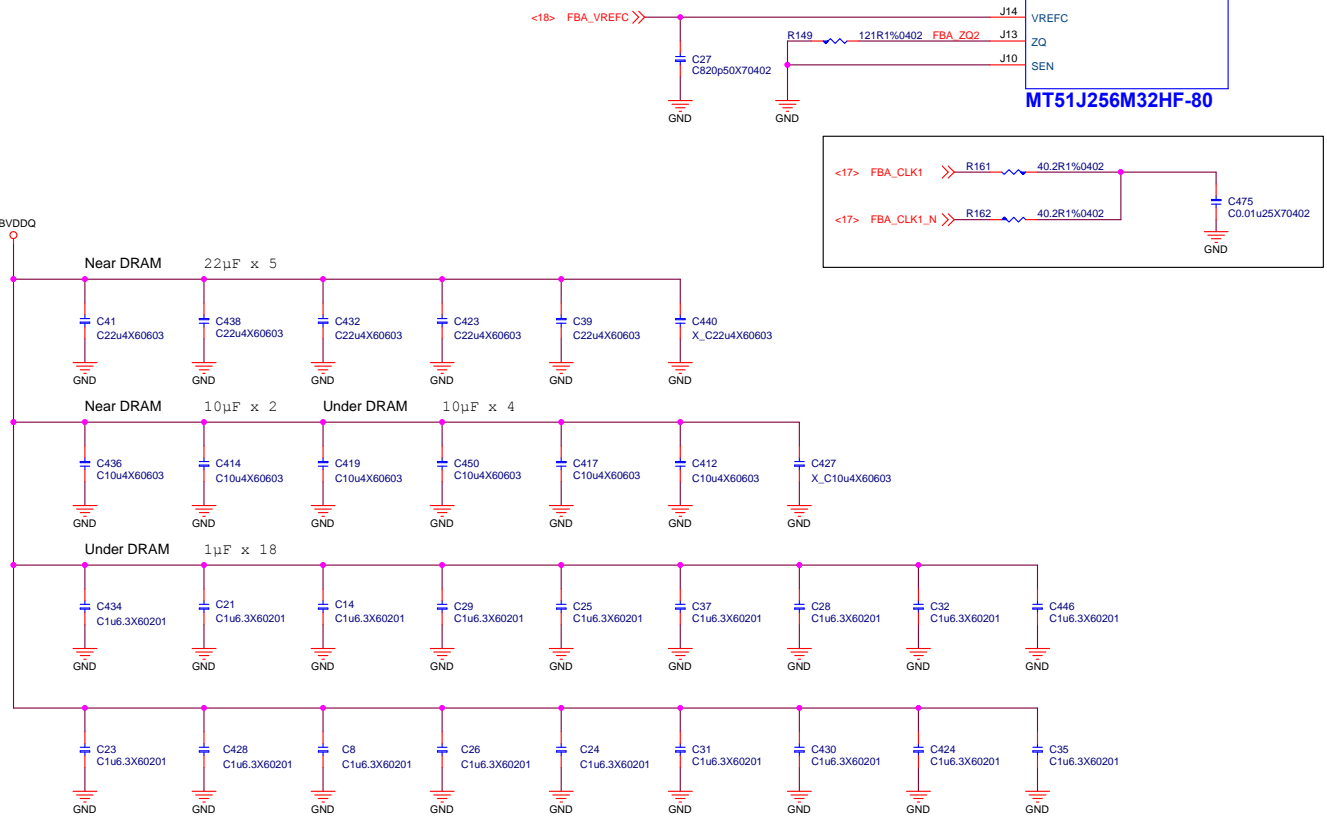 <18> FBA_VREFC
J14 VREFC
R149 121R1%0402 FBA_ZQ2 J13 ZQ
C27
C820p50X70402
J10 SEN
MT51J256M32HF-80
GND GND
<17> FBA_CLK1 R161 40.2R1%0402
C475
C0.01u25X70402
<17> FBA_CLK1_N R162 40.2R1%0402
GND
BVDDQ
Near DRAM 22µF x 5
C41 C438 C432 C423 C39 C440
C22u4X60603 C22u4X60603 C22u4X60603 C22u4X60603 C22u4X60603 X_C22u4X60603
GND GND GND GND GND GND
Near DRAM 10µF x 2 Under DRAM 10µF x 4
C436 C414 C419 C450 C417 C412 C427
C10u4X60603 C10u4X60603 C10u4X60603 C10u4X60603 C10u4X60603 C10u4X60603 X_C10u4X60603
GND GND GND GND GND GND GND
Under DRAM 1µF x 18
C434 C21 C14 C29 C25 C37 C28 C32 C446
C1u6.3X60201 C1u6.3X60201 C1u6.3X60201 C1u6.3X60201 C1u6.3X60201 C1u6.3X60201 C1u6.3X60201 C1u6.3X60201 C1u6.3X60201
GND GND GND GND GND GND GND GND GND
C23 C428 C8 C26 C24 C31 C430 C424 C35
C1u6.3X60201 C1u6.3X60201 C1u6.3X60201 C1u6.3X60201 C1u6.3X60201 C1u6.3X60201 C1u6.3X60201 C1u6.3X60201 C1u6.3X60201
GND GND GND GND GND GND GND GND GND